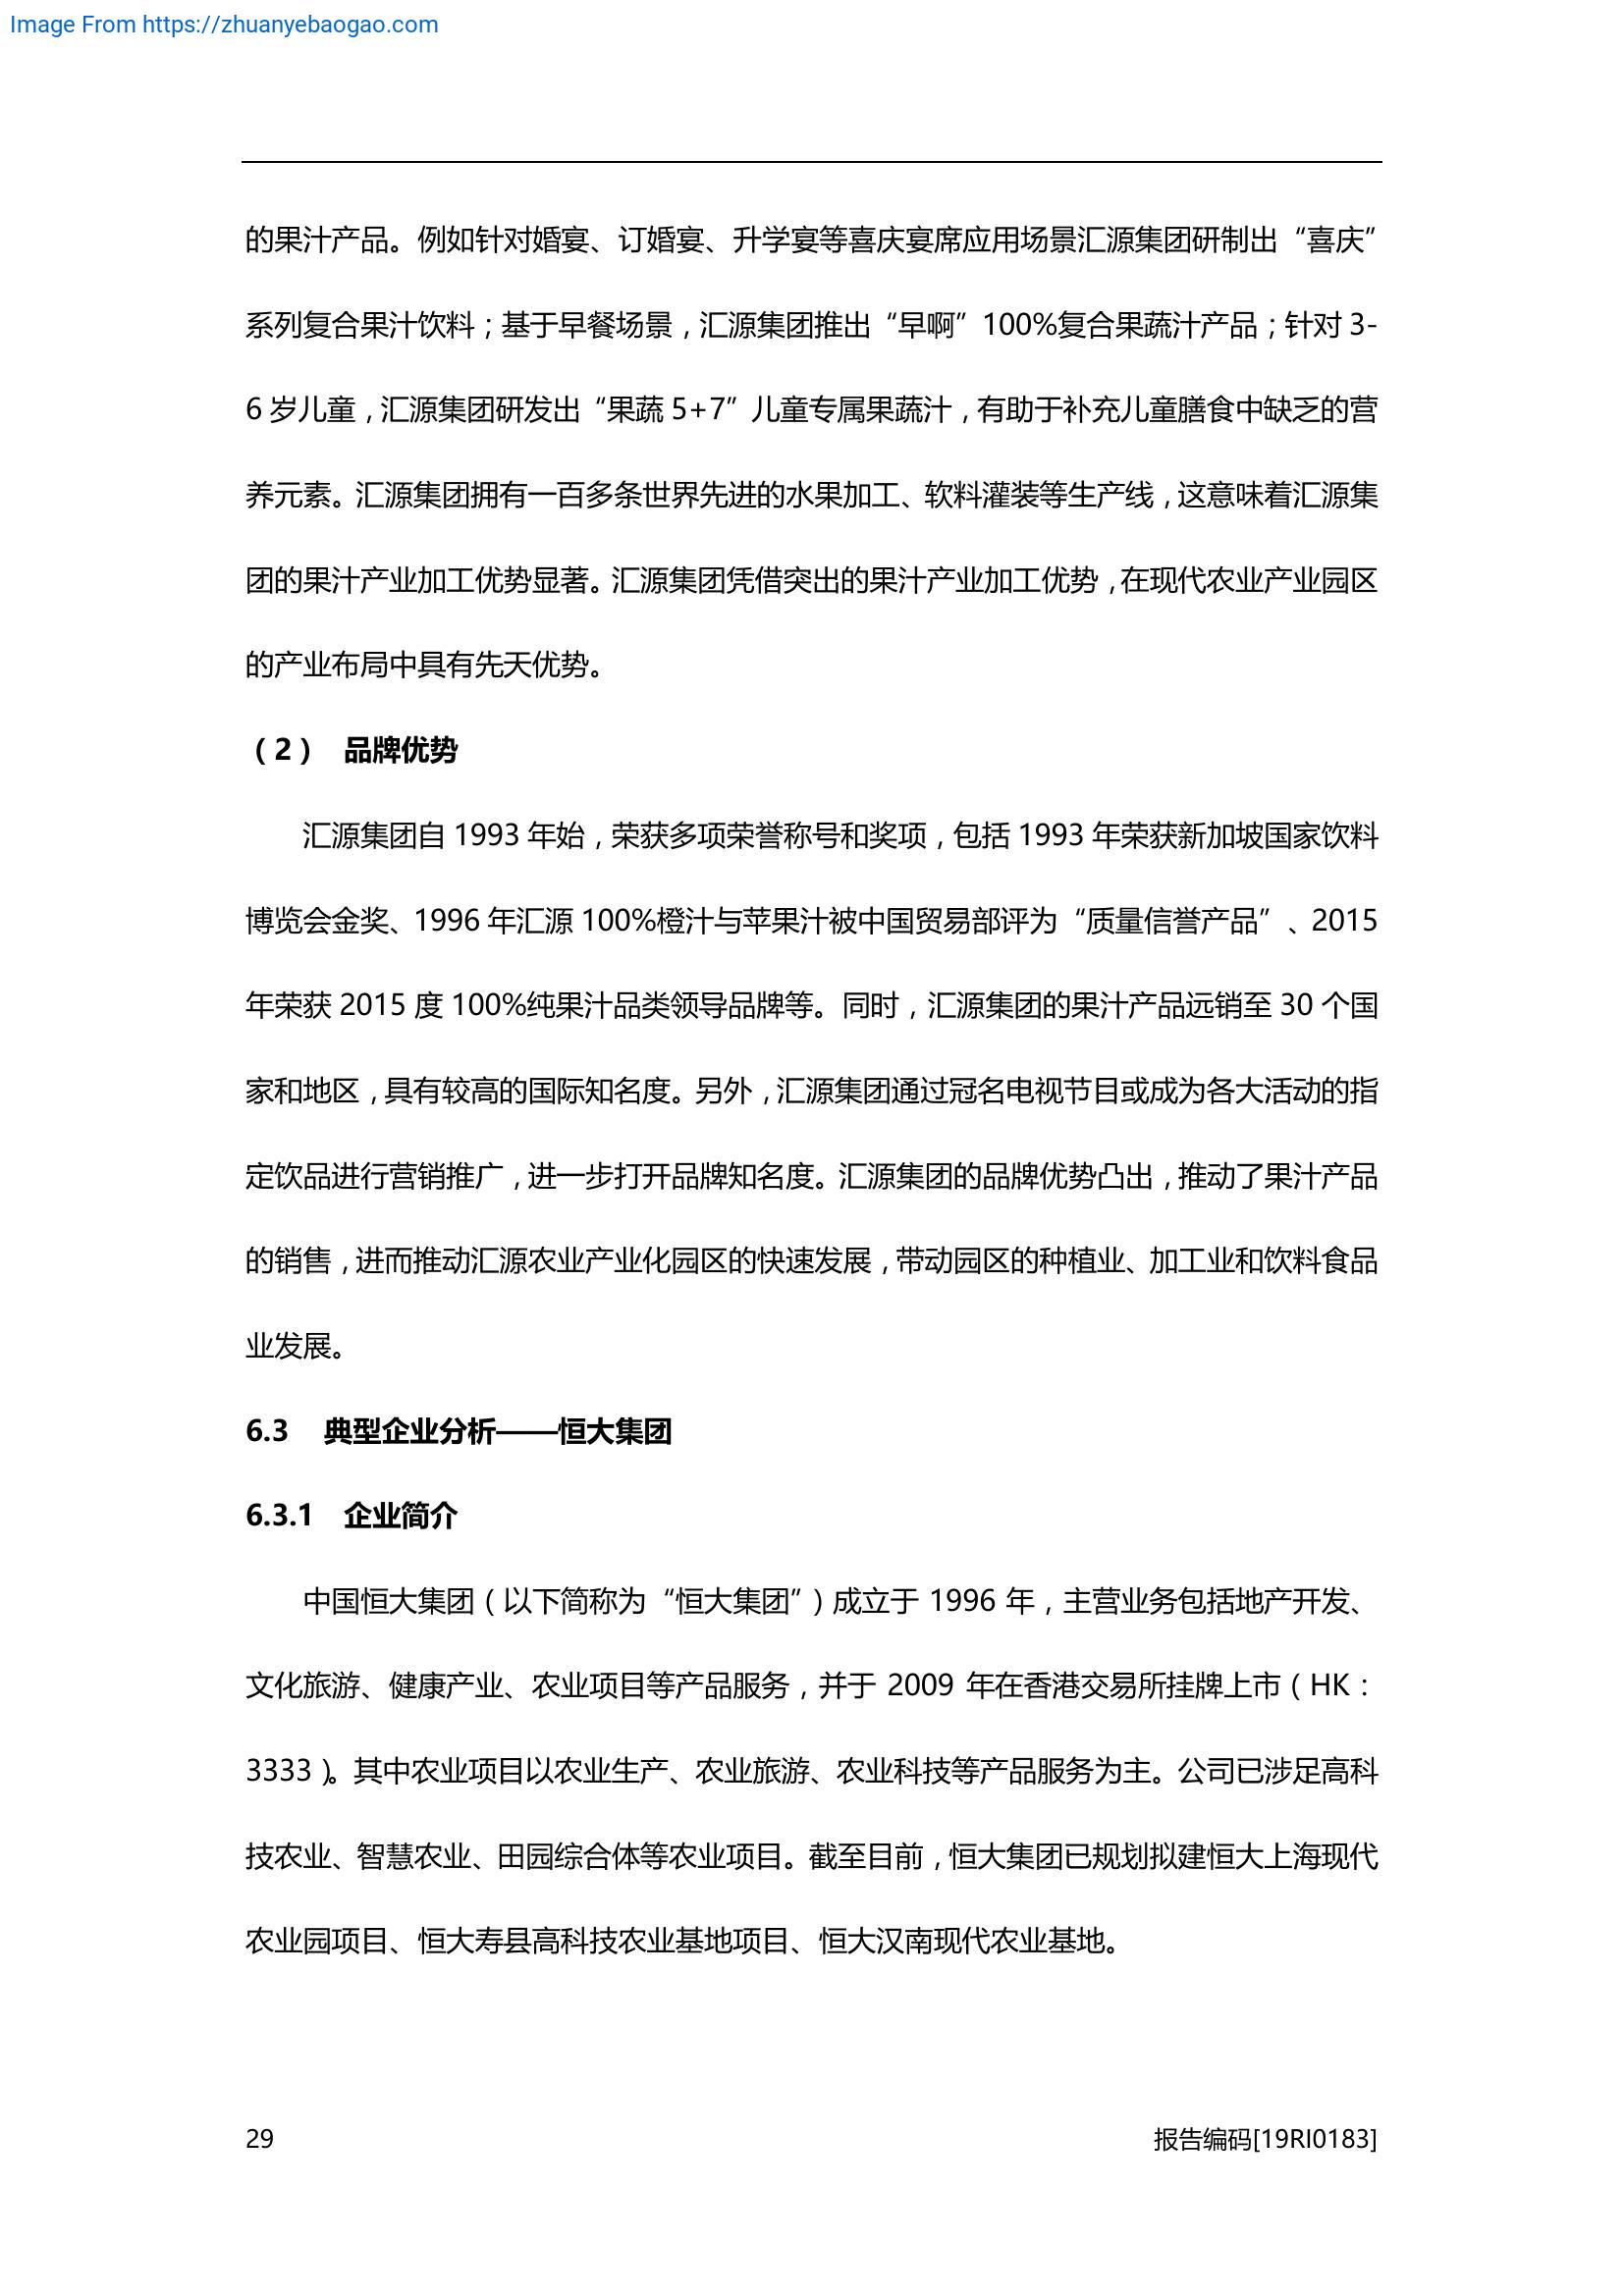 Image From https://zhuanyebaogao.com
的果汁产品。例如针对婚宴、订婚宴、升学宴等喜庆宴席应用场景汇源集团研制出“喜庆”
系列复合果汁饮料；基于早餐场景，汇源集团推出“早啊”100%复合果蔬汁产品；针对 3-
6 岁儿童，汇源集团研发出“果蔬 5+7”儿童专属果蔬汁，有助于补充儿童膳食中缺乏的营
养元素。汇源集团拥有一百多条世界先进的水果加工、软料灌装等生产线，这意味着汇源集
团的果汁产业加工优势显著。汇源集团凭借突出的果汁产业加工优势，在现代农业产业园区
的产业布局中具有先天优势。
（2） 品牌优势
汇源集团自 1993 年始，荣获多项荣誉称号和奖项，包括 1993 年荣获新加坡国家饮料
博览会金奖、1996 年汇源 100%橙汁与苹果汁被中国贸易部评为“质量信誉产品”、2015
年荣获 2015 度 100%纯果汁品类领导品牌等。同时，汇源集团的果汁产品远销至 30 个国
家和地区，具有较高的国际知名度。另外，汇源集团通过冠名电视节目或成为各大活动的指
定饮品进行营销推广，进一步打开品牌知名度。汇源集团的品牌优势凸出，推动了果汁产品
的销售，进而推动汇源农业产业化园区的快速发展，带动园区的种植业、加工业和饮料食品
业发展。
6.3 典型企业分析——恒大集团
6.3.1 企业简介
中国恒大集团（以下简称为“恒大集团”）成立于 1996 年，主营业务包括地产开发、
文化旅游、健康产业、农业项目等产品服务，并于 2009 年在香港交易所挂牌上市（HK：
3333）。其中农业项目以农业生产、农业旅游、农业科技等产品服务为主。公司已涉足高科
技农业、智慧农业、田园综合体等农业项目。截至目前，恒大集团已规划拟建恒大上海现代
农业园项目、恒大寿县高科技农业基地项目、恒大汉南现代农业基地。
29 报告编码[19RI0183]